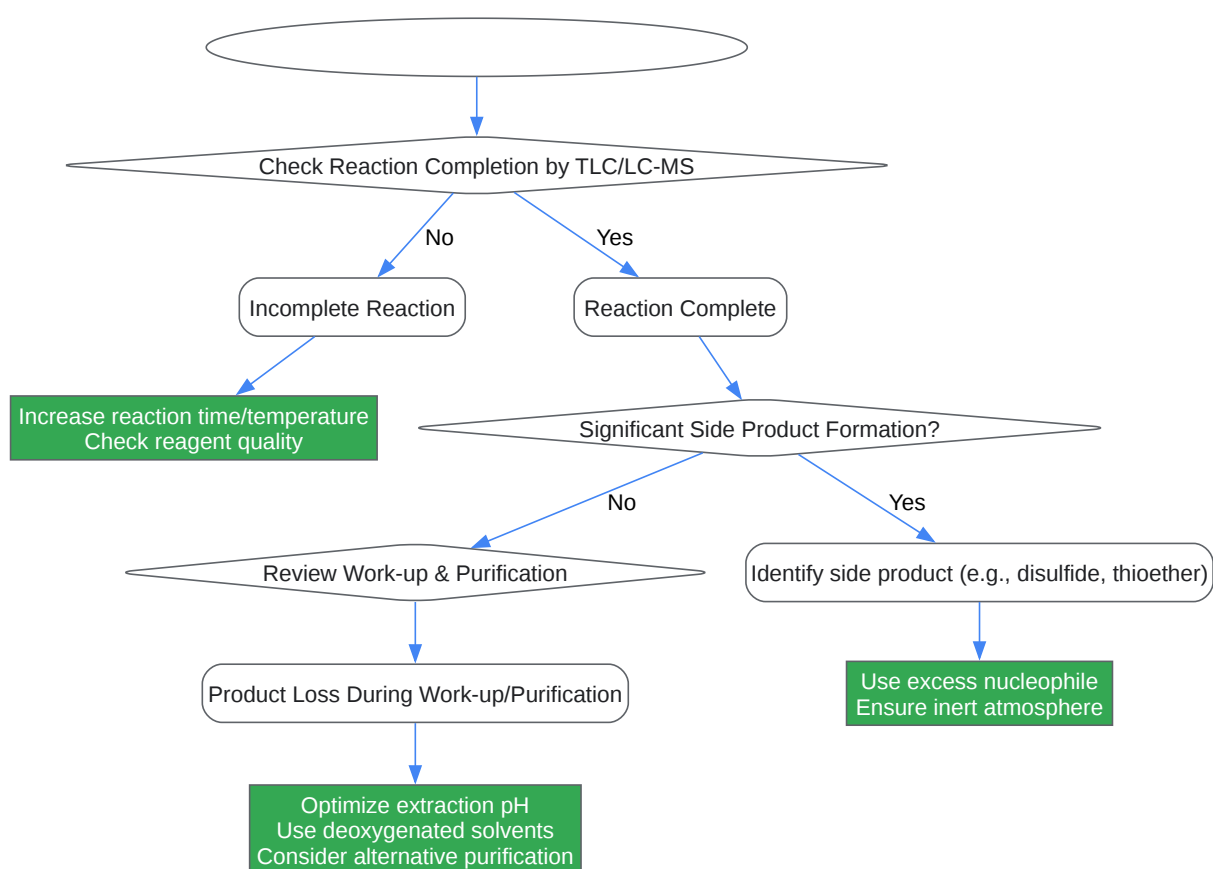 Check Reaction Completion by TLC/LC-MS
No
Yes
Incomplete Reaction
Reaction Complete
Increase reaction time/temperature
Check reagent quality
Significant Side Product Formation?
No
Yes
Review Work-up & Purification
Identify side product (e.g., disulfide, thioether)
Product Loss During Work-up/Purification
Use excess nucleophile
Ensure inert atmosphere
Optimize extraction pH
Use deoxygenated solvents
Consider alternative purification